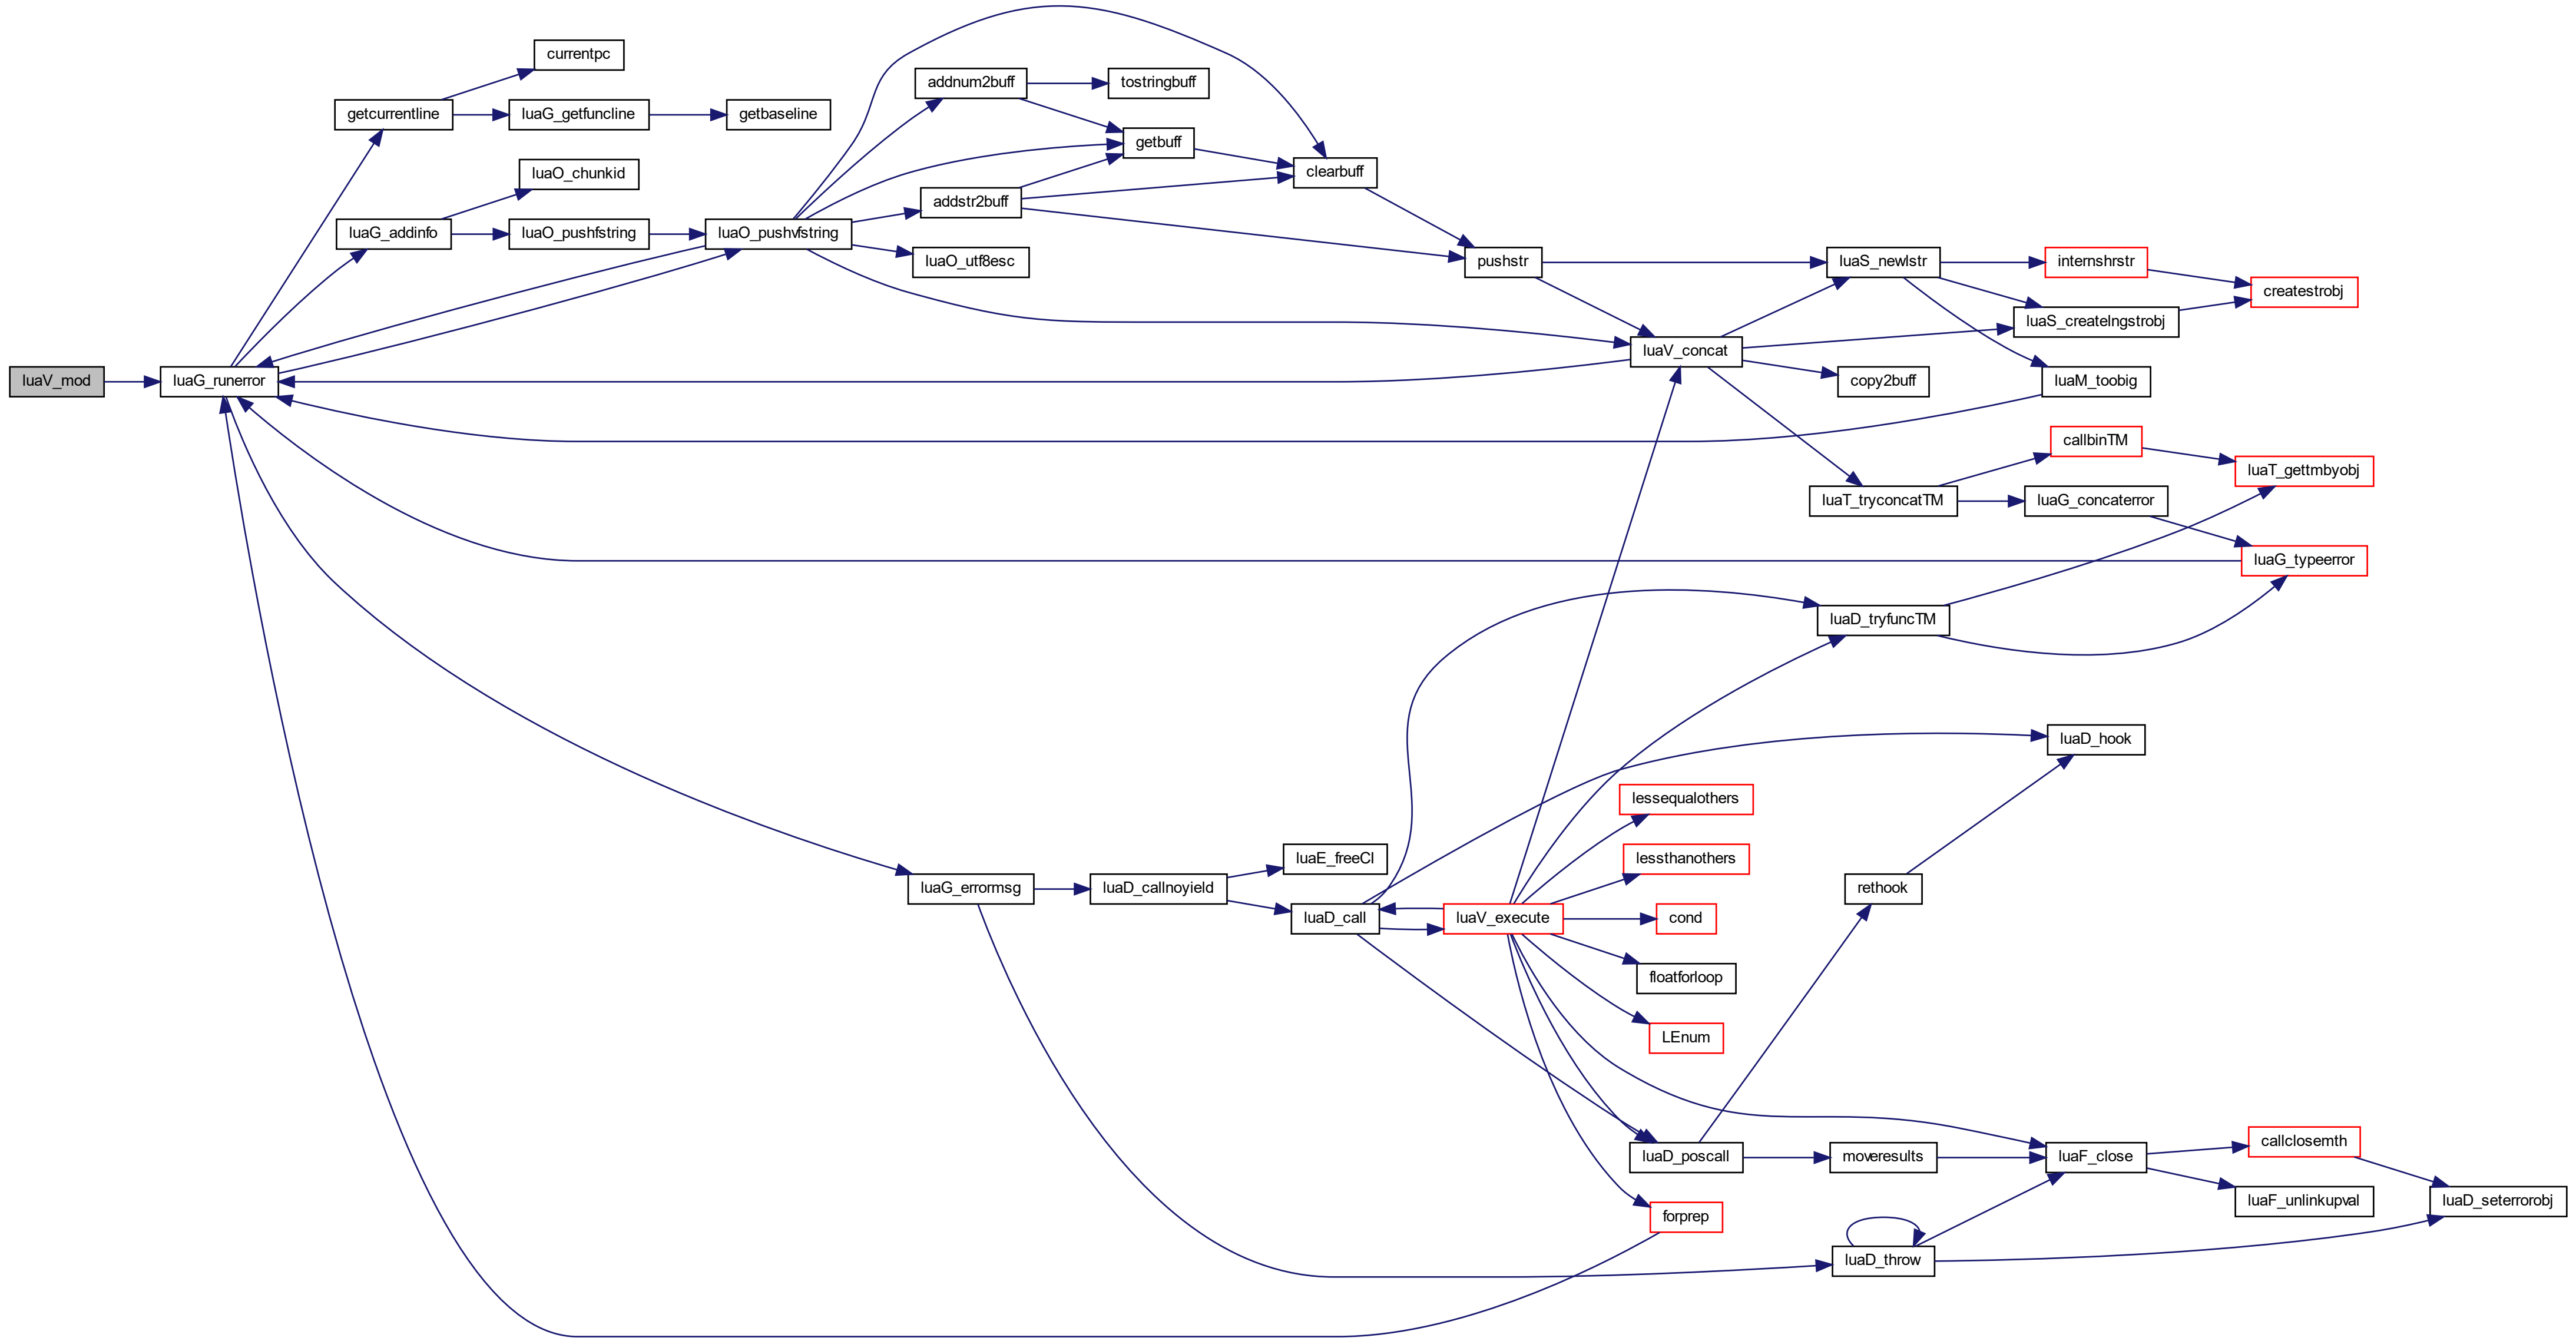 currentpc
addnum2buff
tostringbuff
getcurrentline
luaG_getfuncline
getbaseline
getbuff
luaO_chunkid
clearbuff
addstr2buff
luaG_addinfo
luaO_pushfstring
luaO_pushvfstring
luaO_utf8esc
pushstr
luaS_newlstr
internshrstr
createstrobj
luaS_createlngstrobj
luaV_concat
luaV_mod
luaG_runerror
copy2buff
luaM_toobig
callbinTM
luaT_gettmbyobj
luaT_tryconcatTM
luaG_concaterror
luaG_typeerror
luaD_tryfuncTM
luaD_hook
lessequalothers
luaE_freeCI
lessthanothers
luaG_errormsg
luaD_callnoyield
rethook
luaD_call
luaV_execute
cond
floatforloop
LEnum
callclosemth
luaD_poscall
moveresults
luaF_close
luaF_unlinkupval
luaD_seterrorobj
forprep
luaD_throw